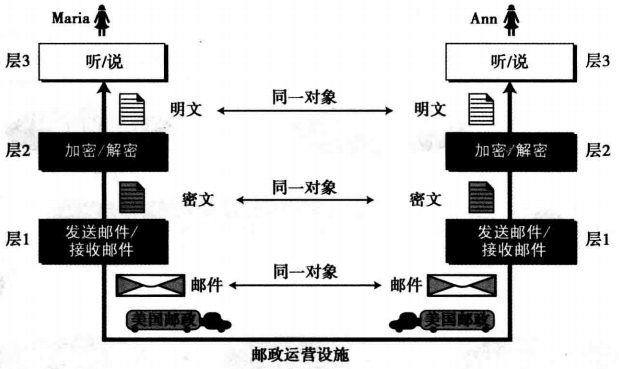 Maria
Ann
层3
听/说
听/说
层3
明文
同一对象
明文
层2
加密/解密
加密/解密
层2
密文
同一对象
密文
层1
发送邮件/
接收邮件
发送邮件/
接收邮件
层1
邮件
同一对象
邮件
美国邮政
美国邮政
邮政运营设施